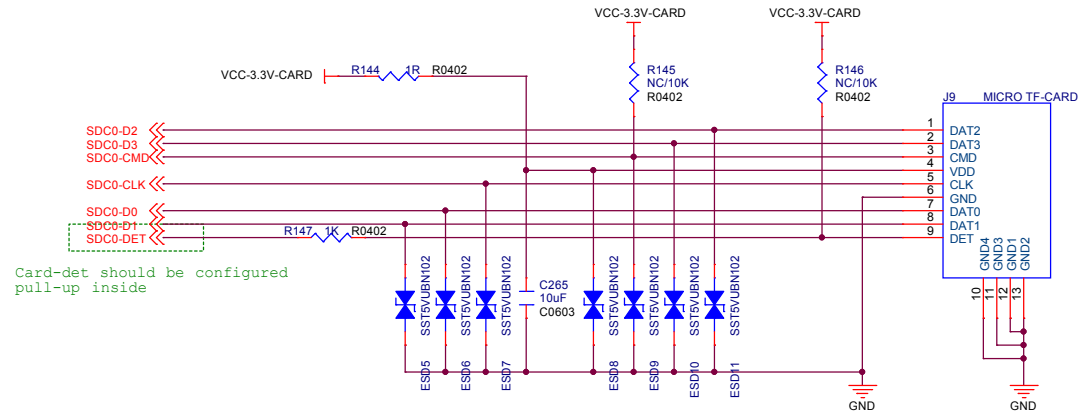 VCC-3.3V-CARD
VCC-3.3V-CARD
VCC-3.3V-CARD
R144
1R
R0402
R145
NC/10K
R0402
R146
NC/10K
R0402
J9
MICRO TF-CARD
SDC0-D2
SDC0-D3
SDC0-CMD
SDC0-CLK
SDC0-D0
SDC0-D1
SDC0-DET
R147
1K
R0402
1 DAT2
2 DAT3
3 CMD
4 VDD
5 CLK
6 GND
7 DAT0
8 DAT1
9 DET
GND4
GND3
GND1
GND2
10
11
12
13
Card-det should be configured
pull-up inside
SST5VUBN102
SST5VUBN102
SST5VUBN102
C265
10uF
C0603
SST5VUBN102
SST5VUBN102
SST5VUBN102
SST5VUBN102
ESD5
ESD6
ESD7
ESD8
ESD9
ESD10
ESD11
GND
GND